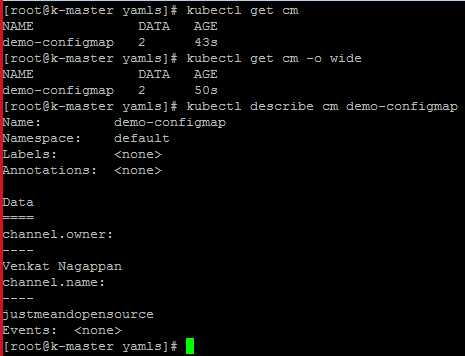 [root@k-master yamls]# kubectl get cm
NAME             DATA   AGE
demo-configmap   2      43s
[root@k-master yamls]# kubectl get cm -o wide
NAME             DATA   AGE
demo-configmap   2      50s
[root@k-master yamls]# kubectl describe cm demo-configmap
Name:         demo-configmap
Namespace:    default
Labels:       <none>
Annotations:  <none>

Data
====
channel.owner:
----
Venkat Nagappan
channel.name:
----
justmeandopensource
Events:  <none>
[root@k-master yamls]#